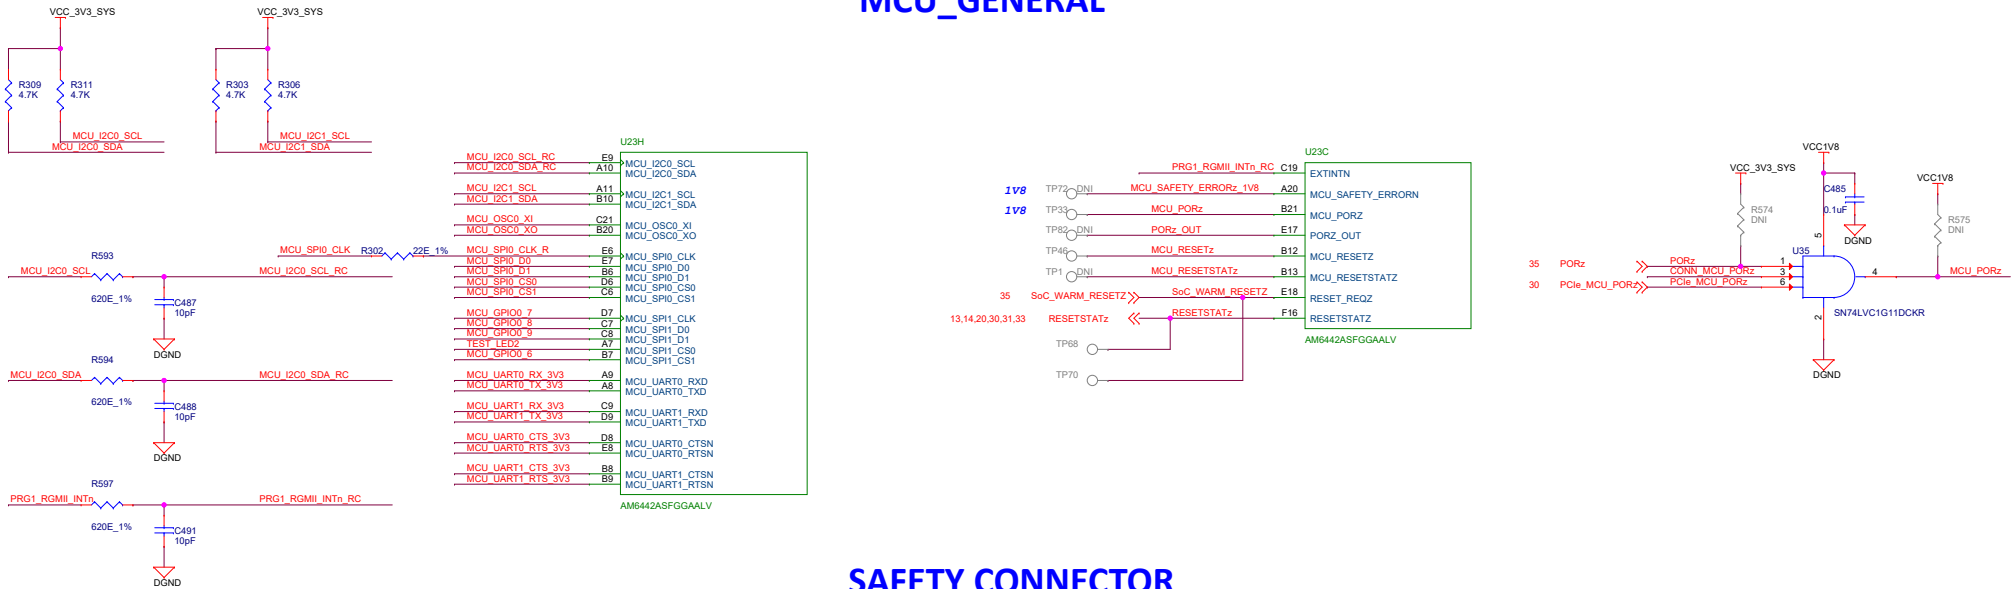 MCU_GENERAL
VCC_3V3_SYS
VCC_3V3_SYS
R309
4.7K
R311
4.7K
R303
4.7K
R306
4.7K
MCU_I2C0_SCL
MCU_I2C0_SDA
MCU_I2C1_SCL
MCU_I2C1_SDA
R593
MCU_I2C0_SCL
MCU_I2C0_SCL_RC
620E_1%
C487
10pF
DGND
R594
MCU_I2C0_SDA
MCU_I2C0_SDA_RC
620E_1%
C488
10pF
DGND
R597
PRG1_RGMII_INTn
PRG1_RGMII_INTn_RC
620E_1%
C491
10pF
DGND
MCU_SPI0_CLK
R302
22E_1%
U23H
MCU_I2C0_SCL_RC E9 MCU_I2C0_SCL
MCU_I2C0_SDA_RC A10 MCU_I2C0_SDA
MCU_I2C1_SCL A11 MCU_I2C1_SCL
MCU_I2C1_SDA B10 MCU_I2C1_SDA
MCU_OSC0_XI C21 MCU_OSC0_XI
MCU_OSC0_XO B20 MCU_OSC0_XO
MCU_SPI0_CLK_R E6 MCU_SPI0_CLK
MCU_SPI0_D0 E7 MCU_SPI0_D0
MCU_SPI0_D1 B6 MCU_SPI0_D1
MCU_SPI0_CS0 D6 MCU_SPI0_CS0
MCU_SPI0_CS1 C6 MCU_SPI0_CS1
MCU_GPIO0_7 D7 MCU_SPI1_CLK
MCU_GPIO0_8 C7 MCU_SPI1_D0
MCU_GPIO0_9 C8 MCU_SPI1_D1
TEST_LED2 A7 MCU_SPI1_CS0
MCU_GPIO0_6 B7 MCU_SPI1_CS1
MCU_UART0_RX_3V3 A9 MCU_UART0_RXD
MCU_UART0_TX_3V3 A8 MCU_UART0_TXD
MCU_UART1_RX_3V3 C9 MCU_UART1_RXD
MCU_UART1_TX_3V3 D9 MCU_UART1_TXD
MCU_UART0_CTS_3V3 D8 MCU_UART0_CTSN
MCU_UART0_RTS_3V3 E8 MCU_UART0_RTSN
MCU_UART1_CTS_3V3 B8 MCU_UART1_CTSN
MCU_UART1_RTS_3V3 B9 MCU_UART1_RTSN
AM6442ASFGGAALV
U23C
PRG1_RGMII_INTn_RC C19 EXTINTN
1V8 TP72 DNI MCU_SAFETY_ERRORz_1V8 A20 MCU_SAFETY_ERRORN
1V8 TP33 MCU_PORz B21 MCU_PORZ
TP82 DNI PORz_OUT E17 PORZ_OUT
TP46 MCU_RESETz B12 MCU_RESETZ
TP1 DNI MCU_RESETSTATz B13 MCU_RESETSTATZ
35 SoC_WARM_RESETZ SoC_WARM_RESETZ E18 RESET_REQZ
13,14,20,30,31,33 RESETSTATz RESETSTATz F16 RESETSTATZ
TP68
TP70
AM6442ASFGGAALV
VCC1V8
VCC_3V3_SYS
VCC1V8
C485
0.1uF
DGND
R574
DNI
R575
DNI
5
U35
35 PORz PORz 1
CONN_MCU_PORz 3
30 PCIe_MCU_PORz PCIe_MCU_PORz 6
4 MCU_PORz
2
SN74LVC1G11DCKR
DGND
SAFETY CONNECTOR